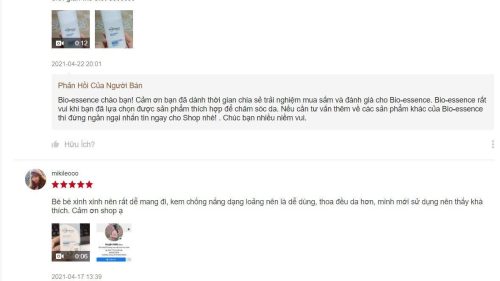 0:12
2021-04-22 20:01
Phản Hồi Của Người Bán
Bio-essence chào bạn! Cảm ơn bạn đã dành thời gian chia sẻ trải nghiệm mua sắm và đánh giá cho Bio-essence. Bio-essence rất
vui khi bạn đã lựa chọn được sản phẩm thích hợp để chăm sóc da. Nếu cần tư vấn thêm về các sản phẩm khác của Bio-essence
thì đừng ngần ngại nhắn tin ngay cho Shop nhé! . Chúc bạn nhiều niềm vui.
Hữu ích?
mikileooo
Bé bé xinh xinh nên rất dễ mang đi, kem chống nắng dạng loãng nên là dễ dùng, thoa đều da hơn, mình mới sử dụng nên thấy khá
thích. Cảm ơn shop ạ
0:06
2021-04-17 13:39